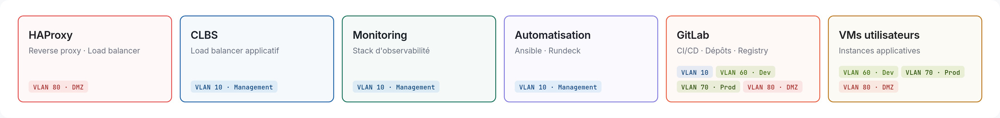 HAProxy
Reverse proxy · Load balancer
VLAN 80 · DMZ
CLBS
Load balancer applicatif
VLAN 10 · Management
Monitoring
Stack d'observabilité
VLAN 10 · Management
Automatisation
Ansible · Rundeck
VLAN 10 · Management
GitLab
CI/CD · Dépôts · Registry
VLAN 10 VLAN 60 · Dev
VLAN 70 · Prod VLAN 80 · DMZ
VMs utilisateurs
Instances applicatives
VLAN 60 · Dev VLAN 70 · Prod
VLAN 80 · DMZ